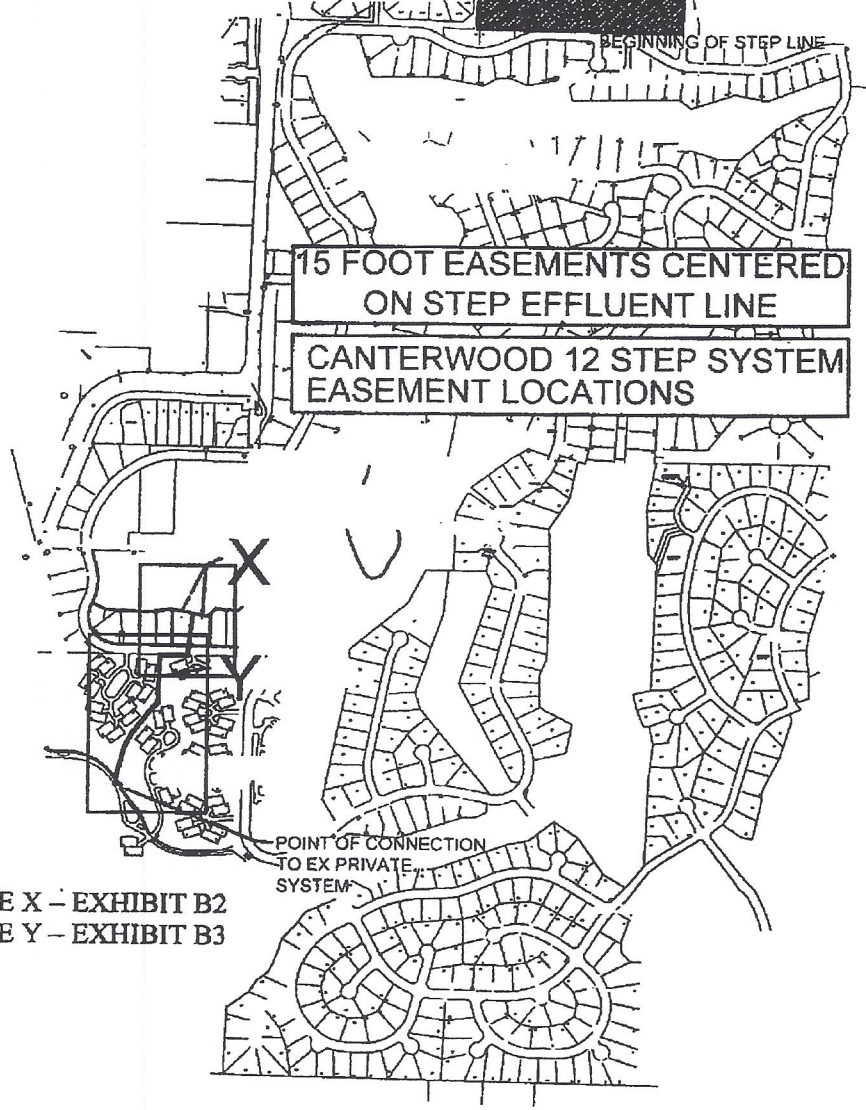 BEGINNING OF STEP LINE
15 FOOT EASEMENTS CENTERED
ON STEP EFFLUENT LINE
CANTERWOOD 12 STEP SYSTEM
EASEMENT LOCATIONS
X
Y
POINT OF CONNECTION
TO EX PRIVATE
SYSTEM
E X – EXHIBIT B2
E Y – EXHIBIT B3